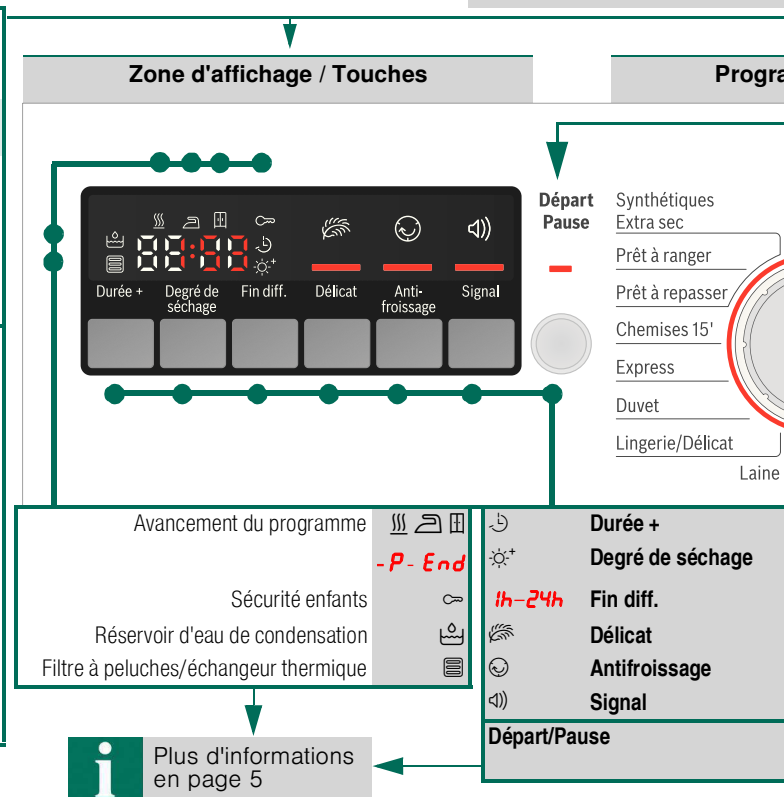 Zone d'affichage / Touches
Progra
Départ
Pause
88:88
Durée +
Degré de
séchage
Fin diff.
Délicat
Anti-
froissage
Signal
Synthétiques
Extra sec
Prêt à ranger
Prêt à repasser
Chemises 15'
Express
Duvet
Lingerie/Délicat
Laine
Avancement du programme
-P- End
Sécurité enfants
Réservoir d'eau de condensation
Filtre à peluches/échangeur thermique
Durée +
Degré de séchage
1h-24h Fin diff.
Délicat
Antifroissage
Signal
Départ/Pause
i
Plus d'informations
en page 5